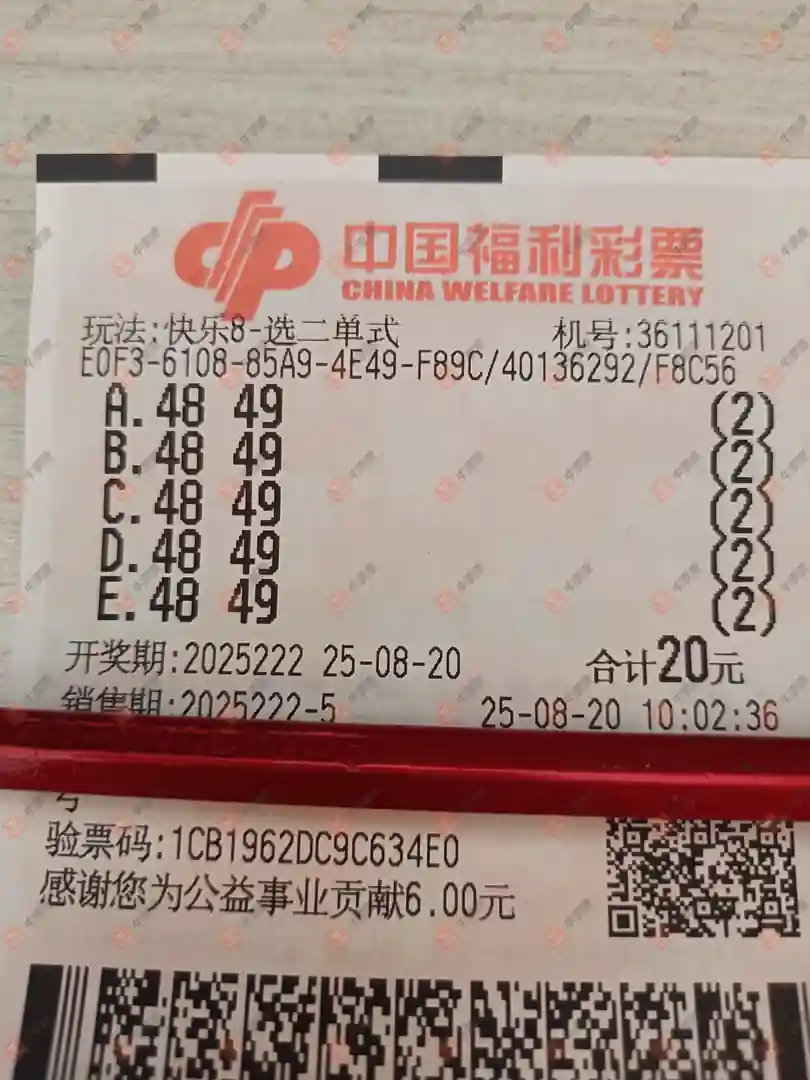 中国福利彩票
CHINA WELFARE LOTTERY
玩法:快乐8-选二单式 机号:36111201
E0F3-6108-85A9-4E49-F89C/40136292/F8C56
A.48 49 (2)
B.48 49 (2)
C.48 49 (2)
D.48 49 (2)
E.48 49 (2)
开奖期:2025222 25-08-20 合计20元
销售期:2025222-5 25-08-20 10:02:36
号
验票码:1CB1962DC9C634E0
感谢您为公益事业贡献6.00元